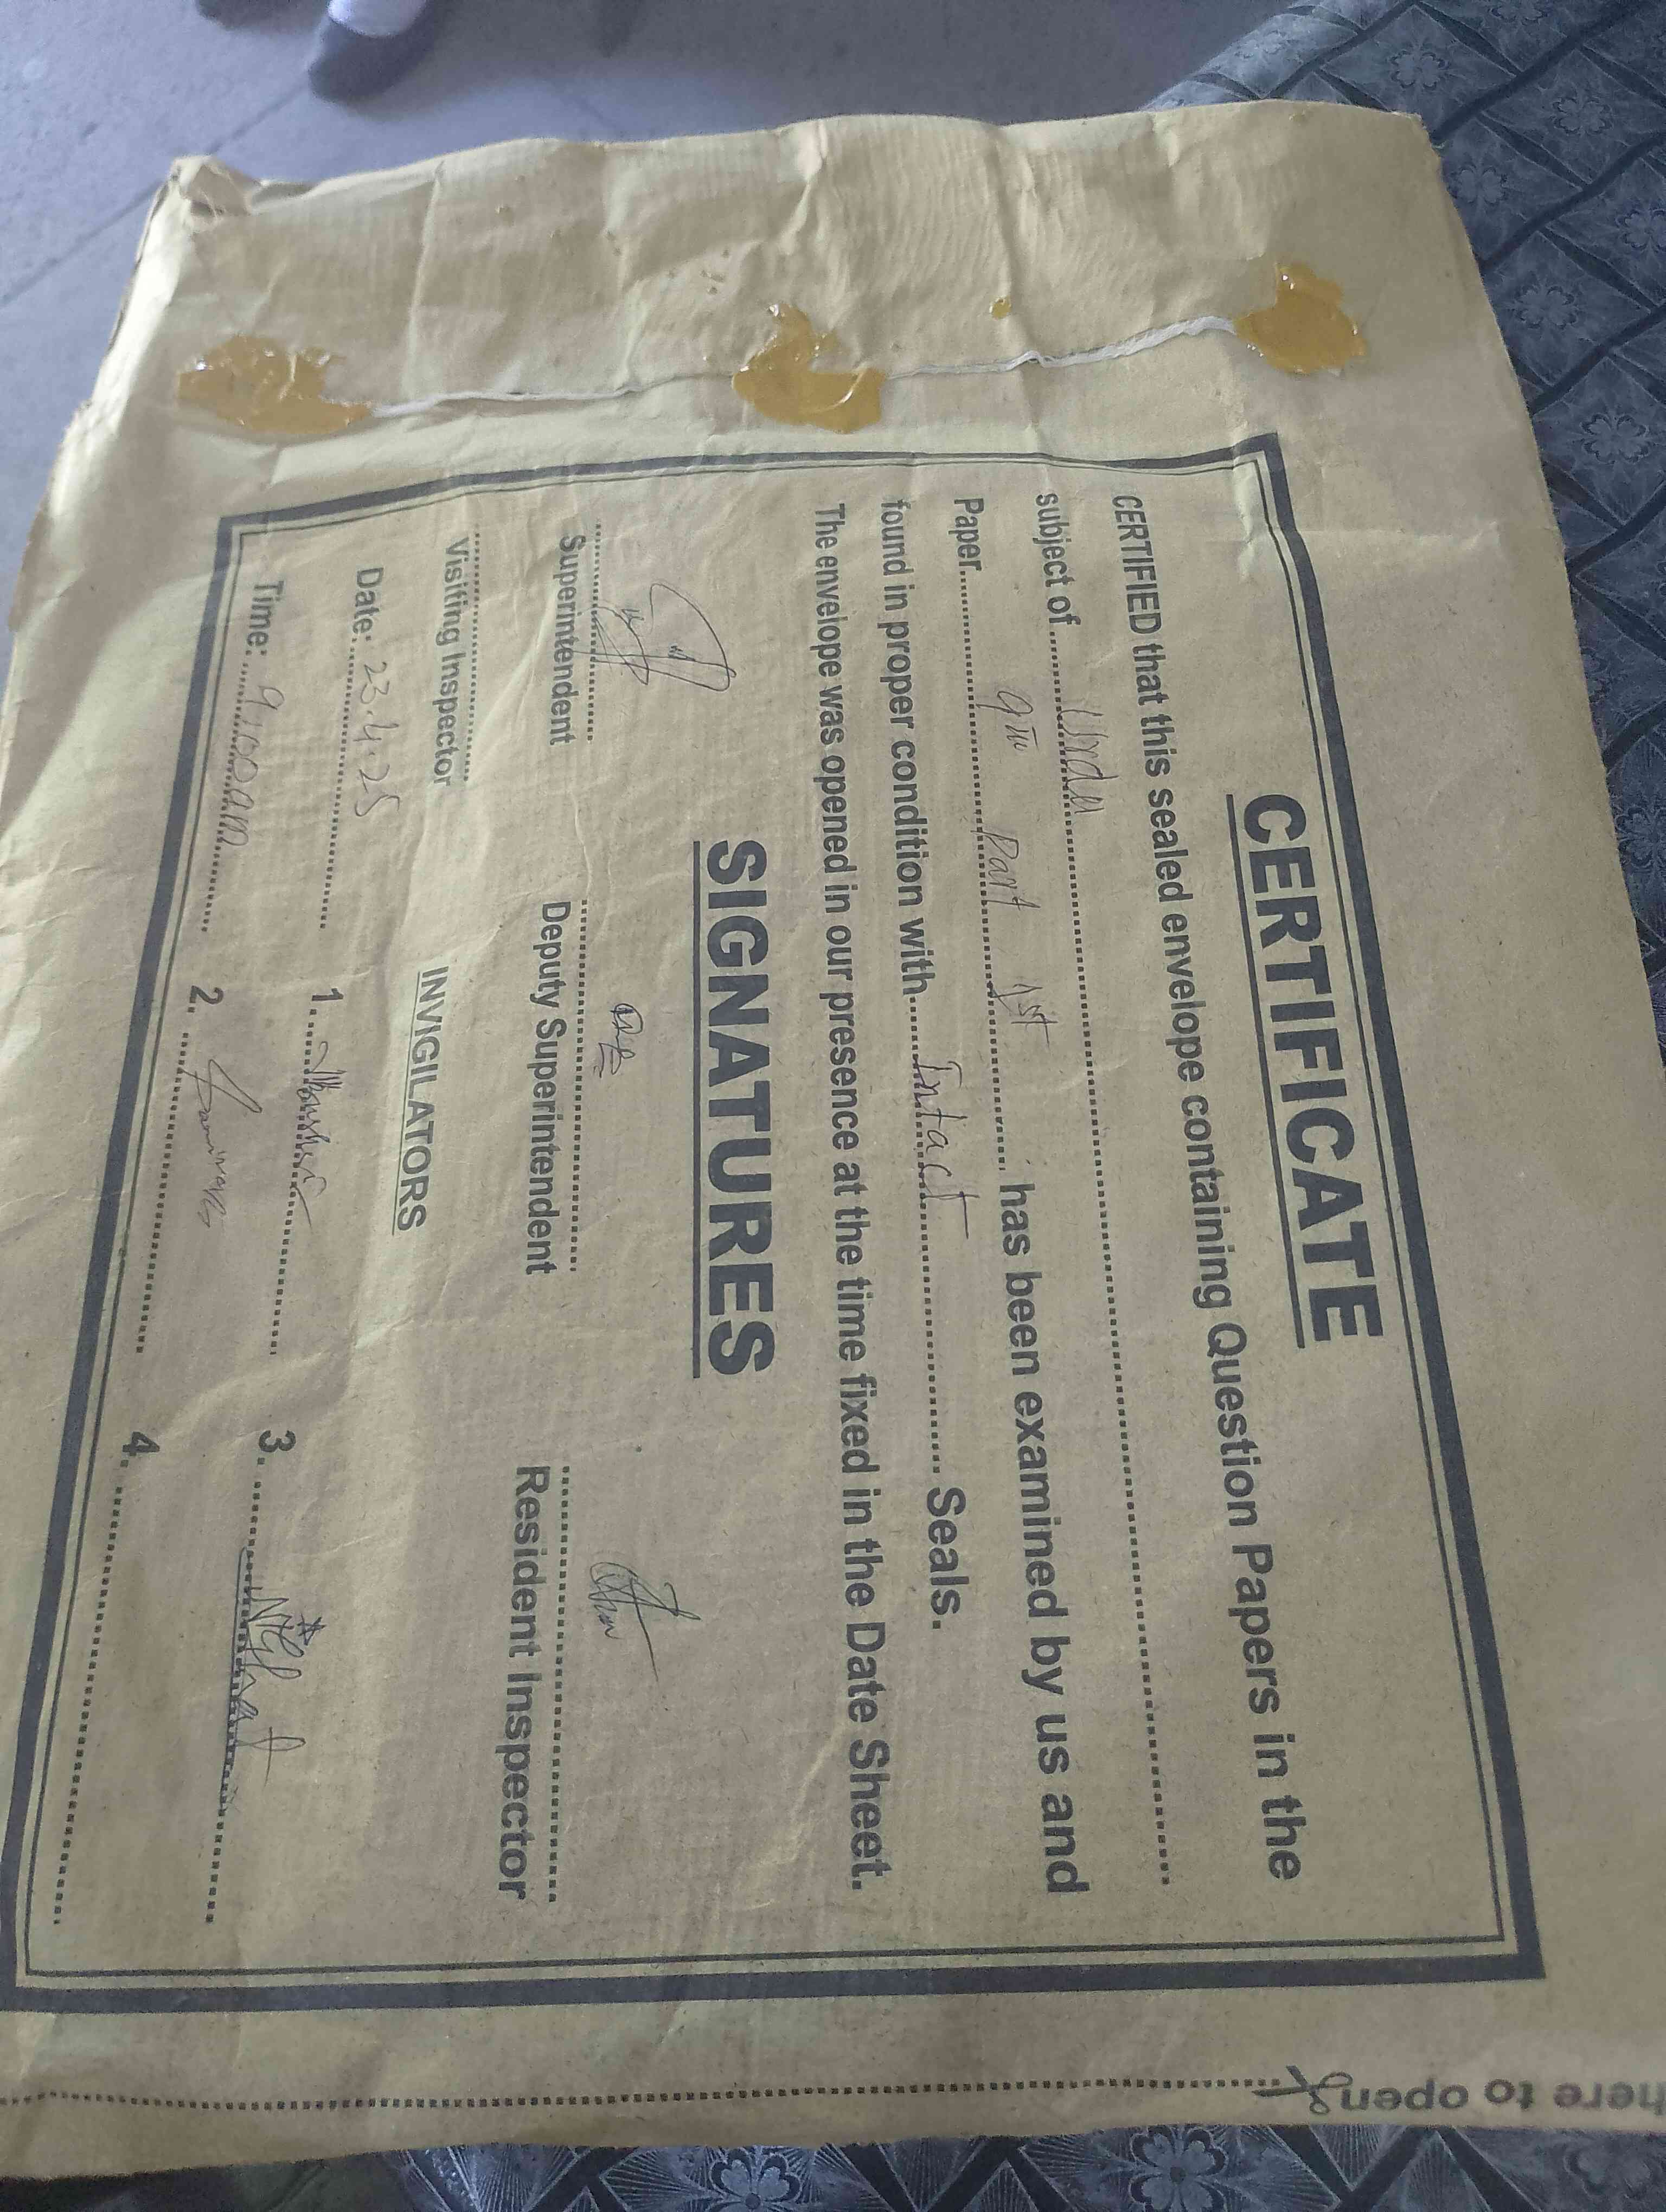 CERTIFICATE
CERTIFIED that this sealed envelope containing Question Papers in the
subject of ........ Urdu ........
Paper ........ 9TH Part 1st ........ has been examined by us and
found in proper condition with ........ Intact ........ Seals.
The envelope was opened in our presence at the time fixed in the Date Sheet.
SIGNATURES
Superintendent Deputy Superintendent Resident Inspector
Visiting Inspector
INVIGILATORS
Date: 23.4.25 1. 3.
Time: 9:00am 2. 4.
here to open